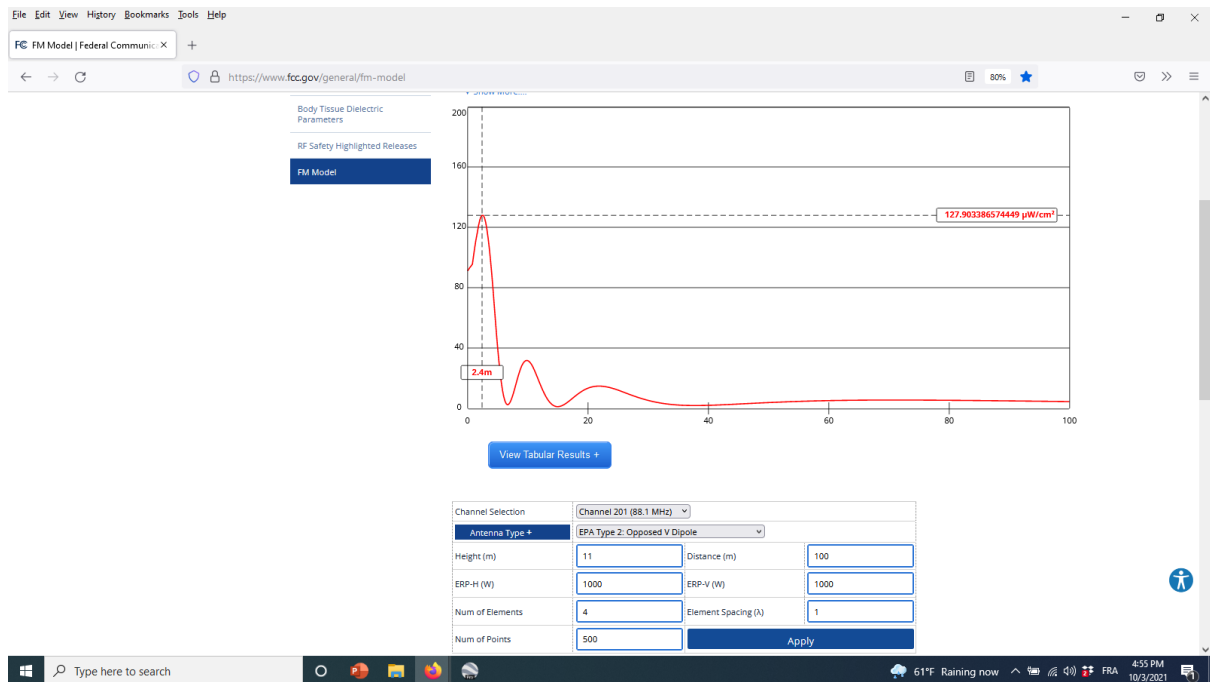 File Edit View History Bookmarks Tools Help
FM Model | Federal Communic
https://www.fcc.gov/general/fm-model
80%
Show More....
Body Tissue Dielectric
Parameters
RF Safety Highlighted Releases
FM Model
200
160
120
80
40
0
127.903386574449 µW/cm²
2.4m
0 20 40 60 80 100
View Tabular Results +
Channel Selection Channel 201 (88.1 MHz)
Antenna Type + EPA Type 2: Opposed V Dipole
Height (m) 11 Distance (m) 100
ERP-H (W) 1000 ERP-V (W) 1000
Num of Elements 4 Element Spacing (λ) 1
Num of Points 500 Apply
Type here to search
61°F Raining now
FRA
4:55 PM
10/3/2021